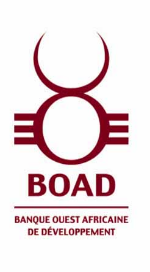 BOAD
BANQUE OUEST AFRICAINE
DE DÉVELOPPEMENT